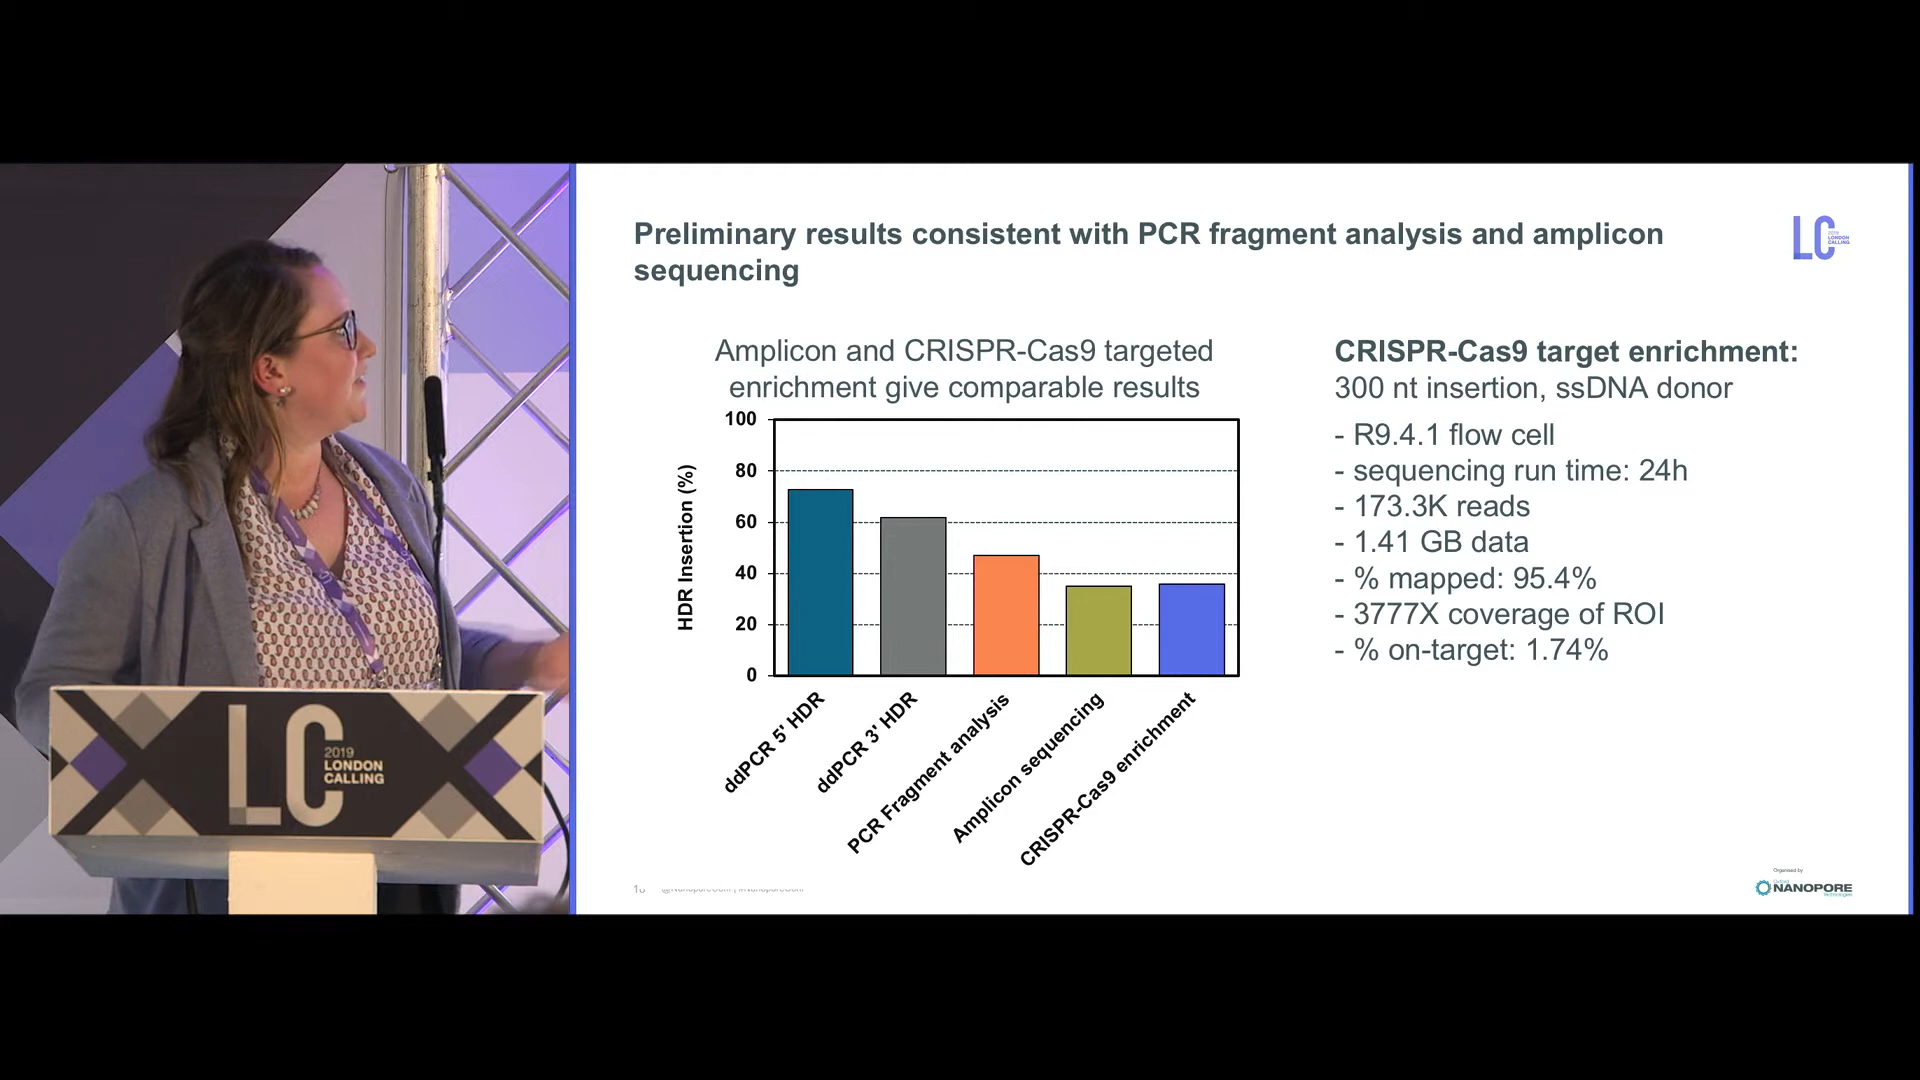 Preliminary results consistent with PCR fragment analysis and amplicon
sequencing
LC
2019
LONDON
CALLING
Amplicon and CRISPR-Cas9 targeted
enrichment give comparable results
100
80
60
40
20
0
HDR Insertion (%)
ddPCR 5' HDR
ddPCR 3' HDR
PCR Fragment analysis
Amplicon sequencing
CRISPR-Cas9 enrichment
CRISPR-Cas9 target enrichment:
300 nt insertion, ssDNA donor
- R9.4.1 flow cell
- sequencing run time: 24h
- 173.3K reads
- 1.41 GB data
- % mapped: 95.4%
- 3777X coverage of ROI
- % on-target: 1.74%
Organised by
Oxford
NANOPORE
Technologies
LC
2019
LONDON
CALLING